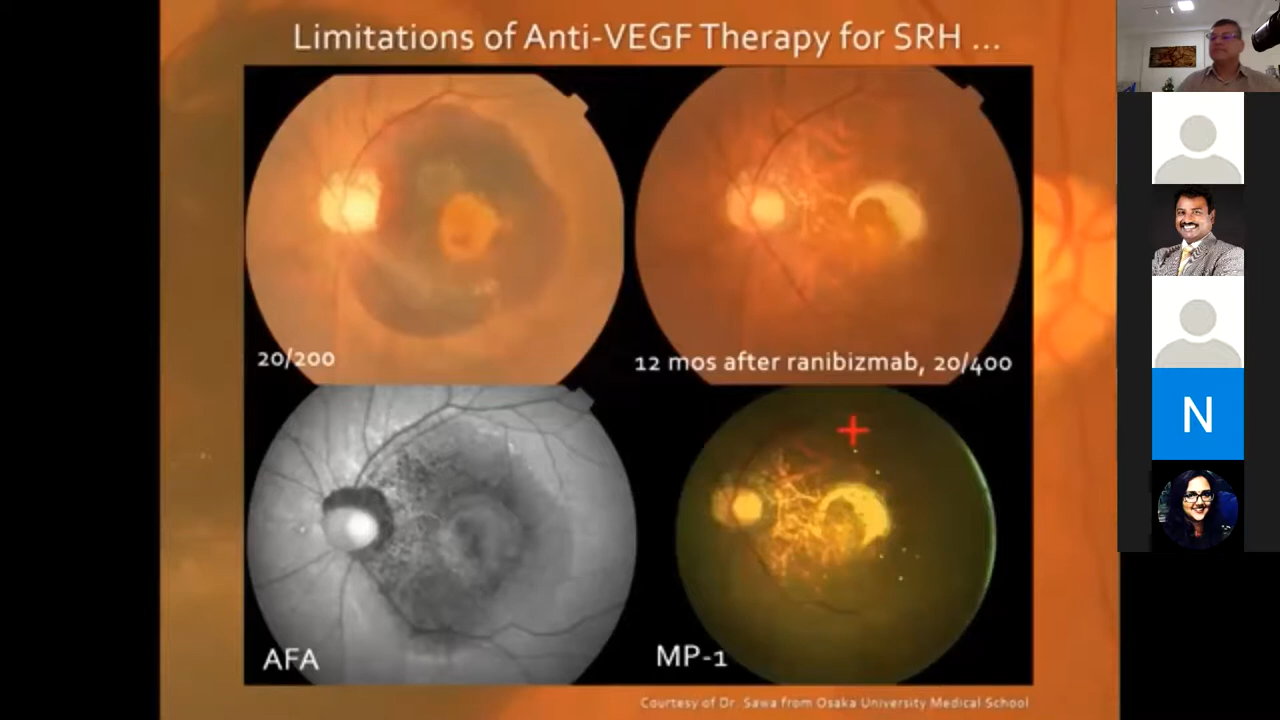 Limitations of Anti-VEGF Therapy for SRH ...
20/200
12 mos after ranibizmab, 20/400
AFA
MP-1
Courtesy of Dr. Sawa from Osaka University Medical School
N